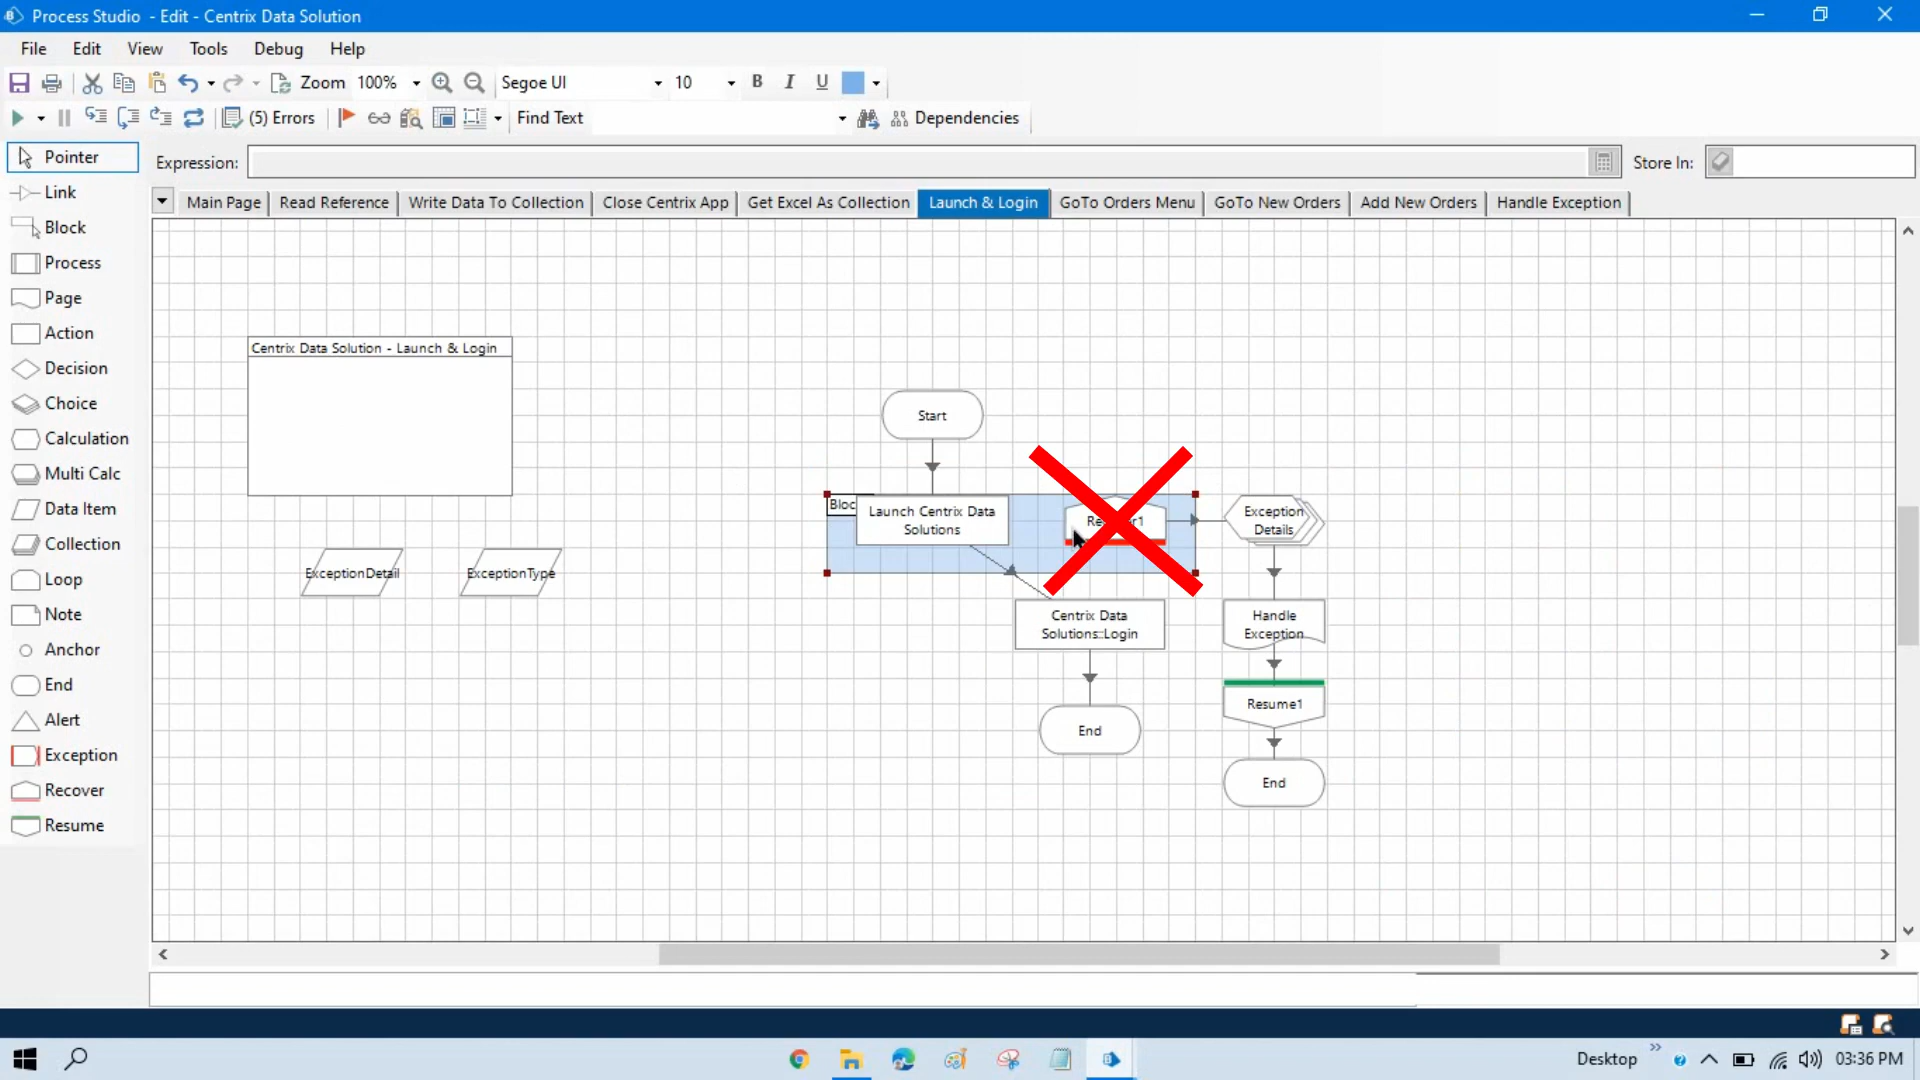 Process Studio - Edit - Centrix Data Solution
File Edit View Tools Debug Help
Zoom 100% Segoe UI 10 B I U
(5) Errors Find Text Dependencies
Pointer
Link
Block
Process
Page
Action
Decision
Choice
Calculation
Multi Calc
Data Item
Collection
Loop
Note
Anchor
End
Alert
Exception
Recover
Resume
Expression: Store In:
Main Page Read Reference Write Data To Collection Close Centrix App Get Excel As Collection Launch & Login GoTo Orders Menu GoTo New Orders Add New Orders Handle Exception
Centrix Data Solution - Launch & Login
ExceptionDetail
ExceptionType
Start
Launch Centrix Data
Solutions
Exception
Details
Centrix Data
Solutions::Login
End
Handle
Exception
Resume1
End
Desktop 03:36 PM